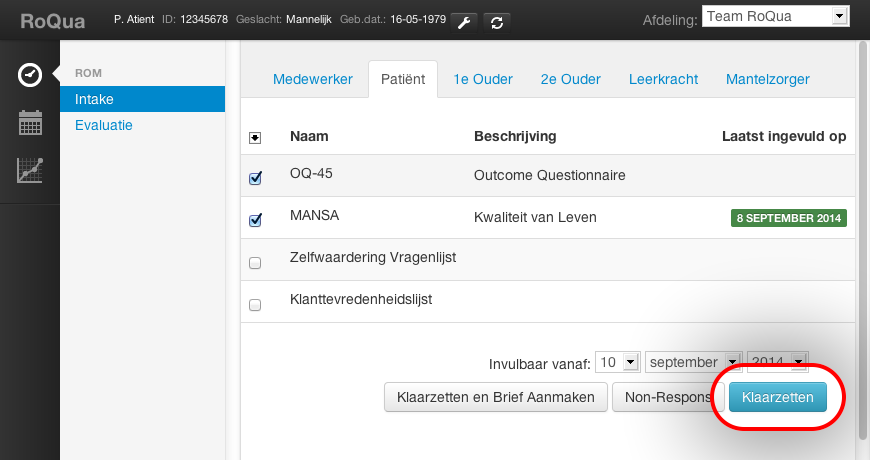 RoQua P. Atient ID: 12345678 Geslacht: Mannelijk Geb.dat.: 16-05-1979 Afdeling: Team RoQua
ROM
Intake
Evaluatie
Medewerker Patiënt 1e Ouder 2e Ouder Leerkracht Mantelzorger
Naam Beschrijving Laatst ingevuld op
OQ-45 Outcome Questionnaire
MANSA Kwaliteit van Leven 8 SEPTEMBER 2014
Zelfwaardering Vragenlijst
Klanttevredenheidslijst
Invulbaar vanaf: 10 september 2014
Klaarzetten en Brief Aanmaken Non-Respons Klaarzetten